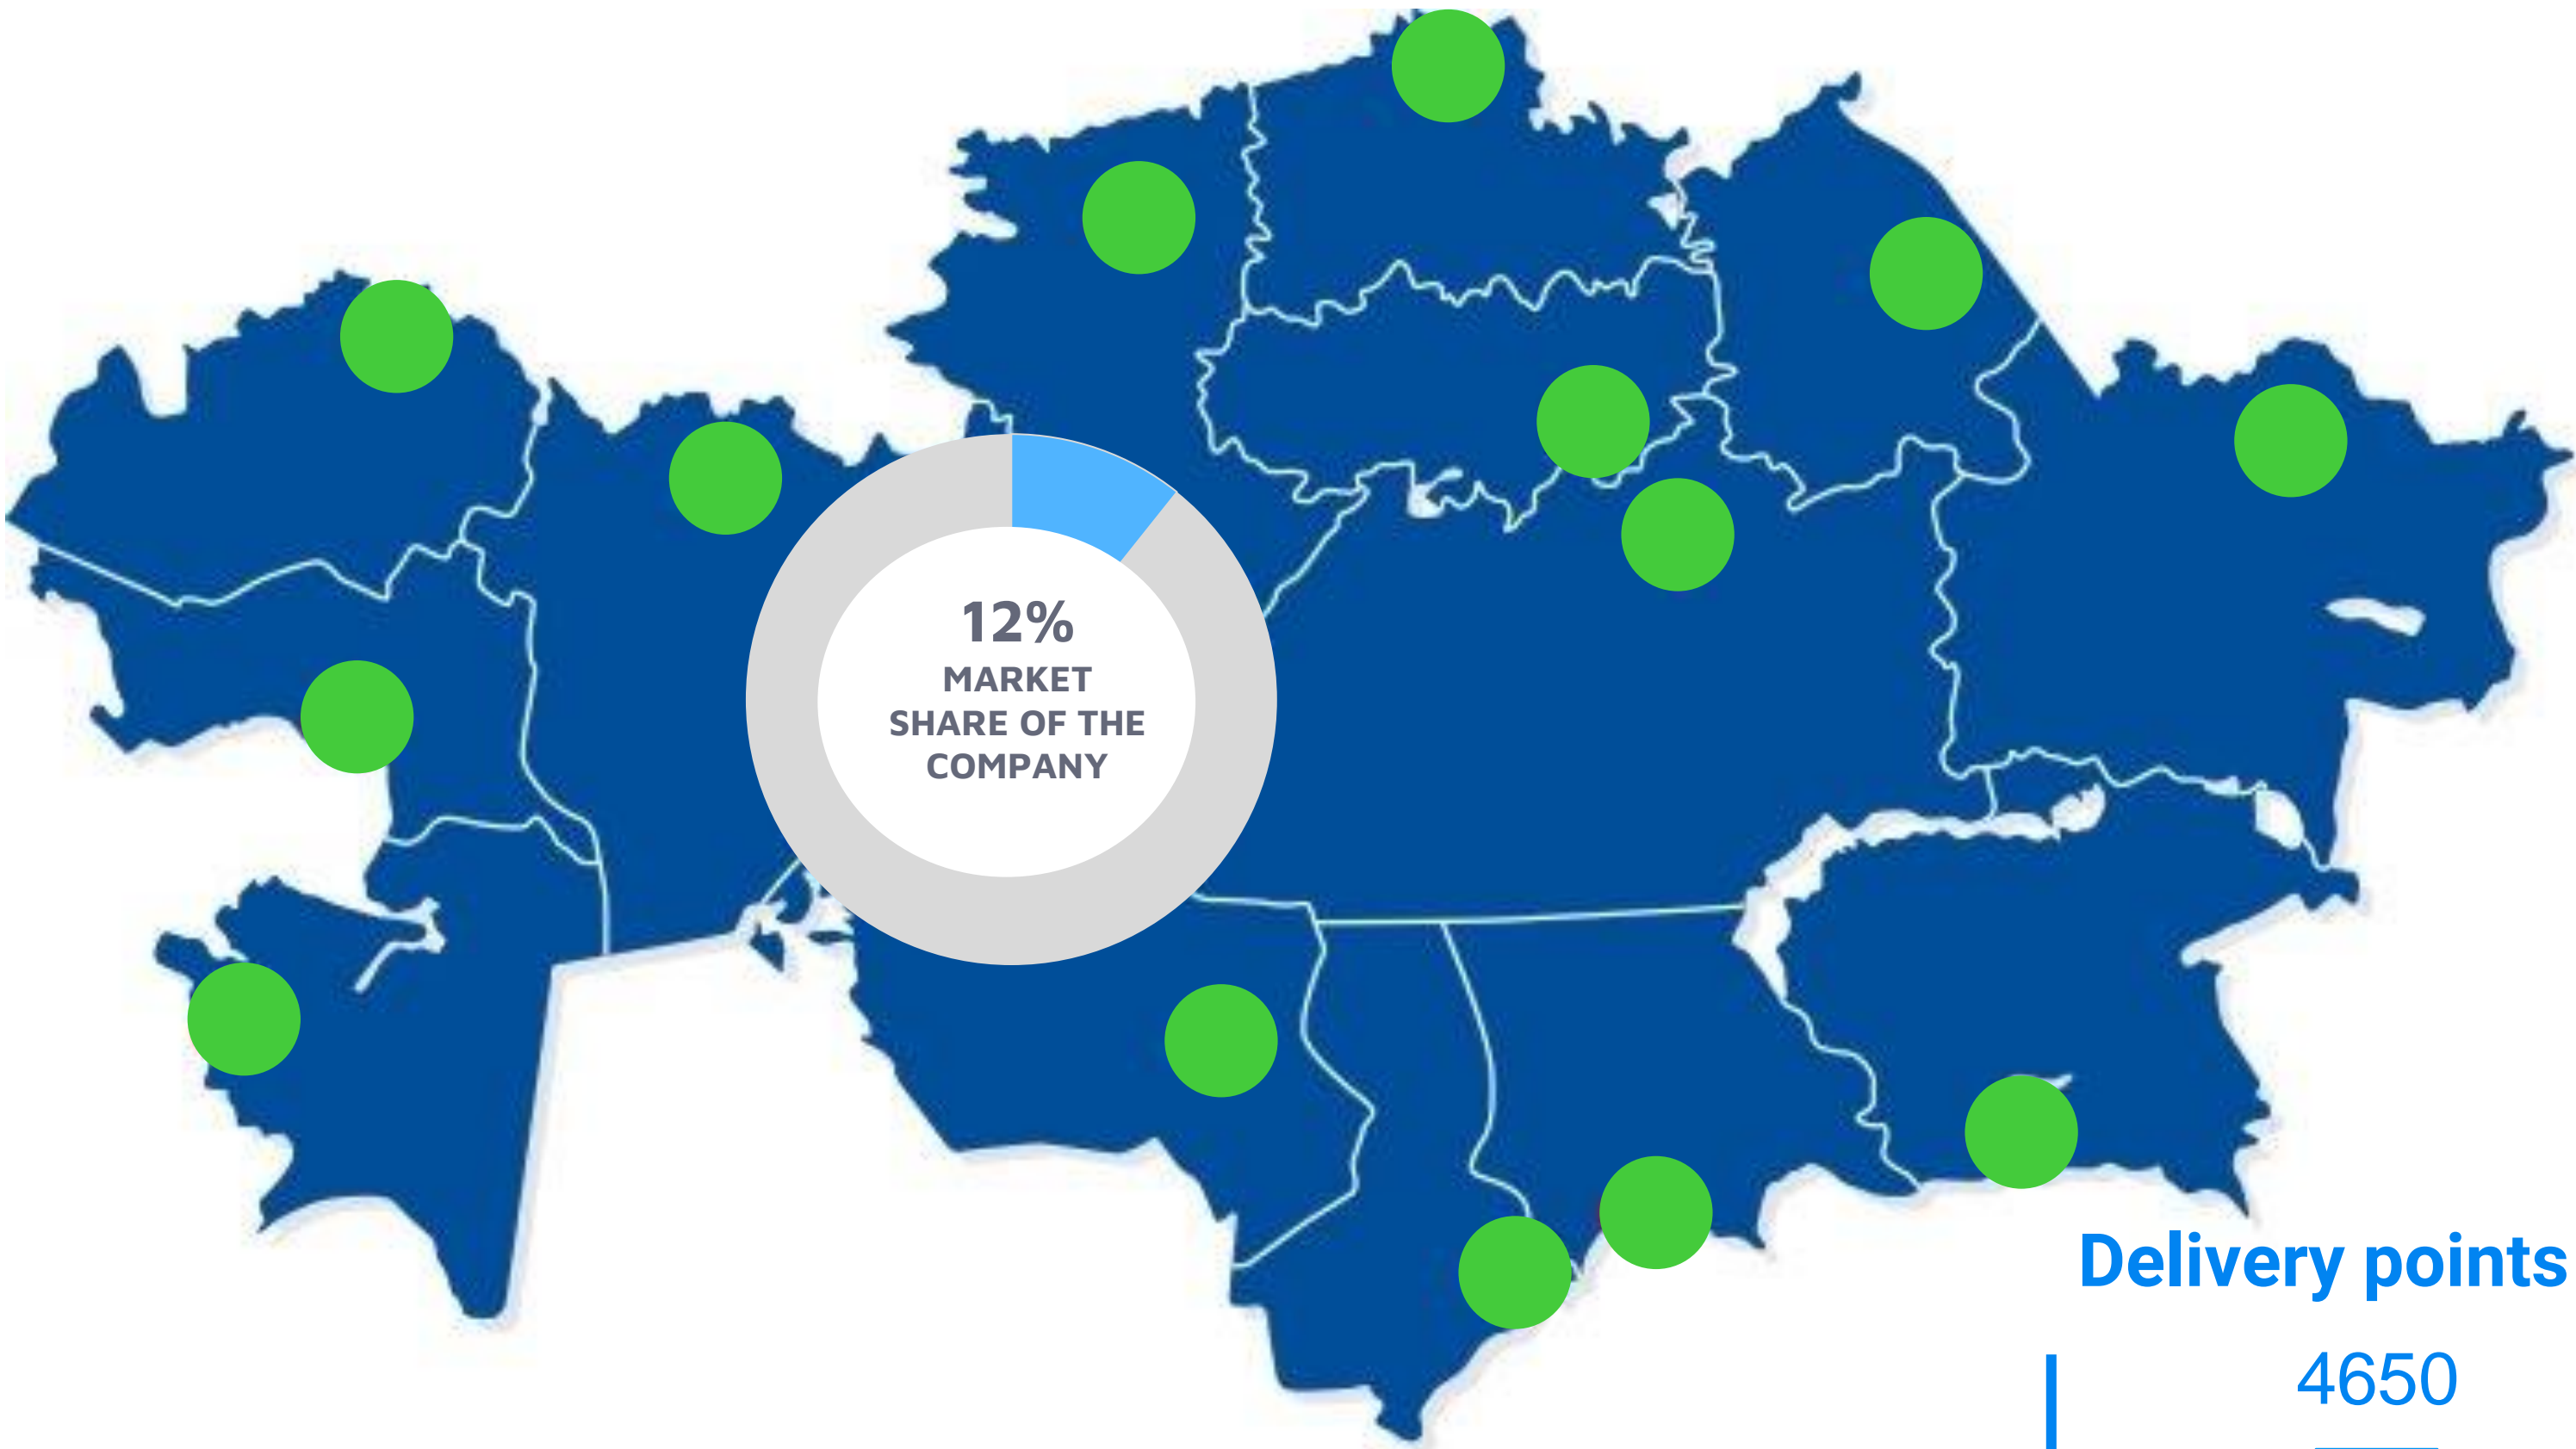 12%
MARKET
SHARE OF THE
COMPANY
Delivery points
4650